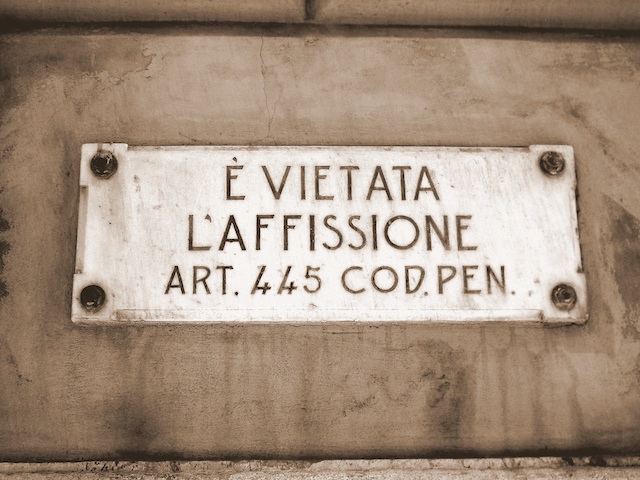 È VIETATA
L'AFFISSIONE
ART. 445 COD.PEN.